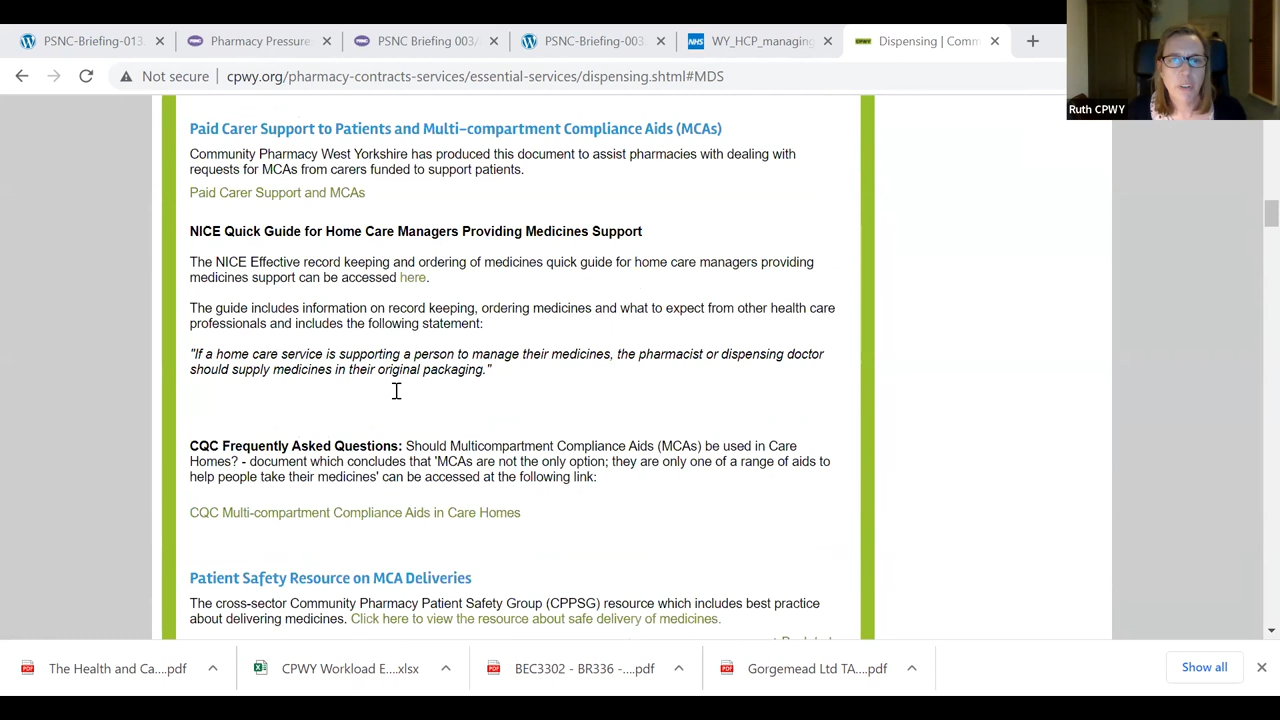 PSNC-Briefing-013.
Pharmacy Pressure
PSNC Briefing 003/
PSNC-Briefing-003
NHS
WY_HCP_managing
Dispensing | Comm
Not secure
cpwy.org/pharmacy-contracts-services/essential-services/dispensing.shtml#MDS
Ruth CPWY
Paid Carer Support to Patients and Multi-compartment Compliance Aids (MCAs)
Community Pharmacy West Yorkshire has produced this document to assist pharmacies with dealing with
requests for MCAs from carers funded to support patients.
Paid Carer Support and MCAs
NICE Quick Guide for Home Care Managers Providing Medicines Support
The NICE Effective record keeping and ordering of medicines quick guide for home care managers providing
medicines support can be accessed here.
The guide includes information on record keeping, ordering medicines and what to expect from other health care
professionals and includes the following statement:
"If a home care service is supporting a person to manage their medicines, the pharmacist or dispensing doctor
should supply medicines in their original packaging."
CQC Frequently Asked Questions: Should Multicompartment Compliance Aids (MCAs) be used in Care
Homes? - document which concludes that 'MCAs are not the only option; they are only one of a range of aids to
help people take their medicines' can be accessed at the following link:
CQC Multi-compartment Compliance Aids in Care Homes
Patient Safety Resource on MCA Deliveries
The cross-sector Community Pharmacy Patient Safety Group (CPPSG) resource which includes best practice
about delivering medicines. Click here to view the resource about safe delivery of medicines.
The Health and Ca....pdf
CPWY Workload E....xlsx
BEC3302 - BR336 -....pdf
Gorgemead Ltd TA....pdf
Show all